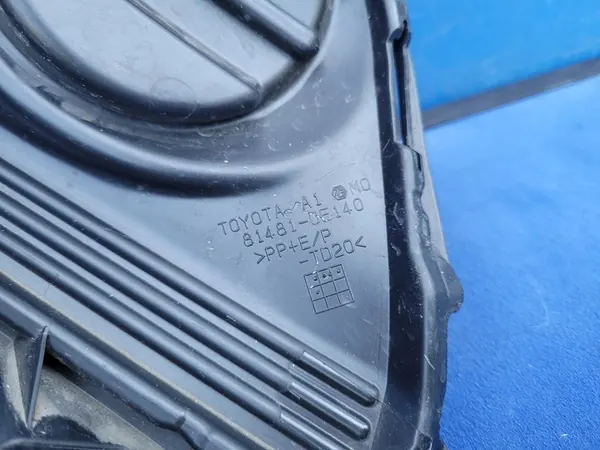 TOYOTA A1 MO
81481-0E140
>PP+E/P
-TD20<